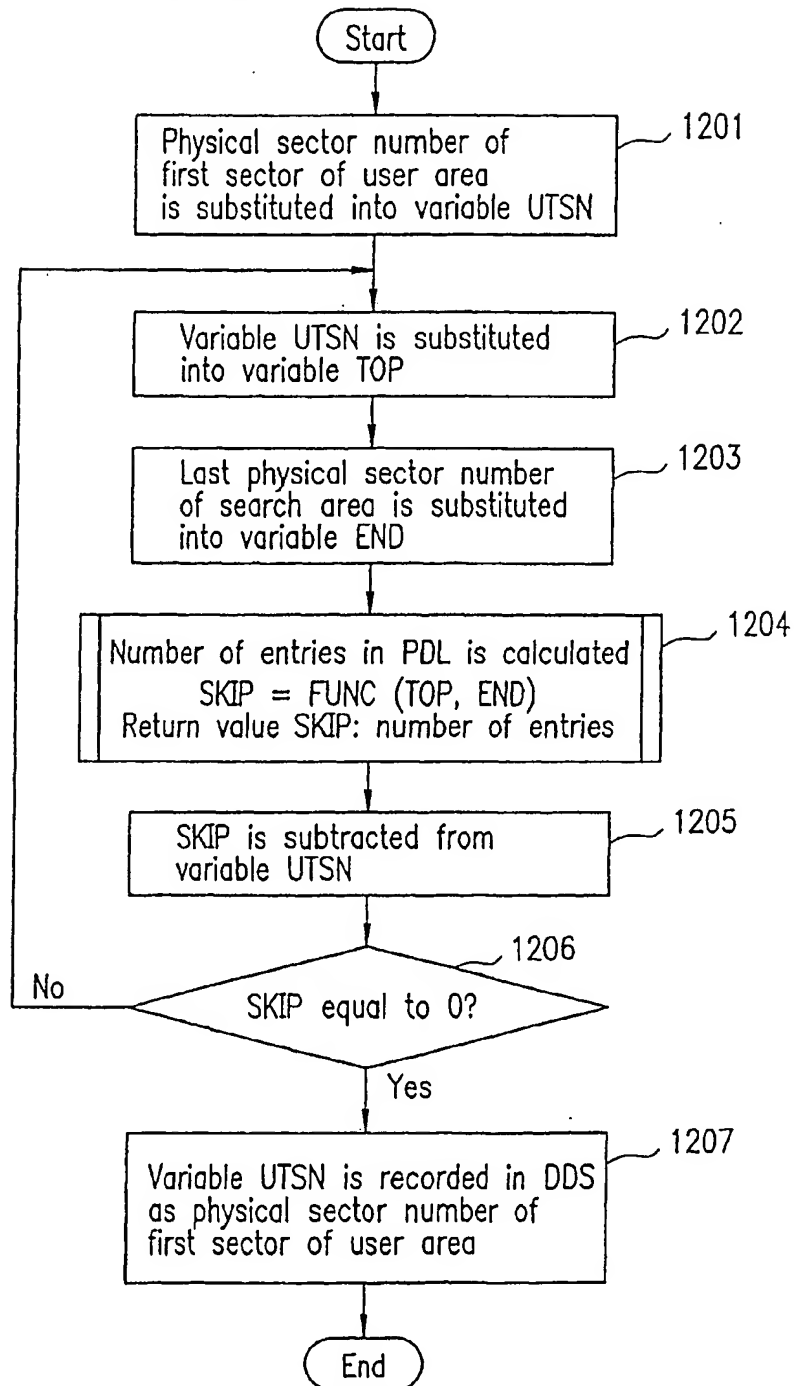 Start
1201
Physical sector number of
first sector of user area
is substituted into variable UTSN
1202
Variable UTSN is substituted
into variable TOP
1203
Last physical sector number
of search area is substituted
into variable END
1204
Number of entries in PDL is calculated
SKIP = FUNC (TOP, END)
Return value SKIP: number of entries
1205
SKIP is subtracted from
variable UTSN
1206
No
SKIP equal to 0?
Yes
1207
Variable UTSN is recorded in DDS
as physical sector number of
first sector of user area
End